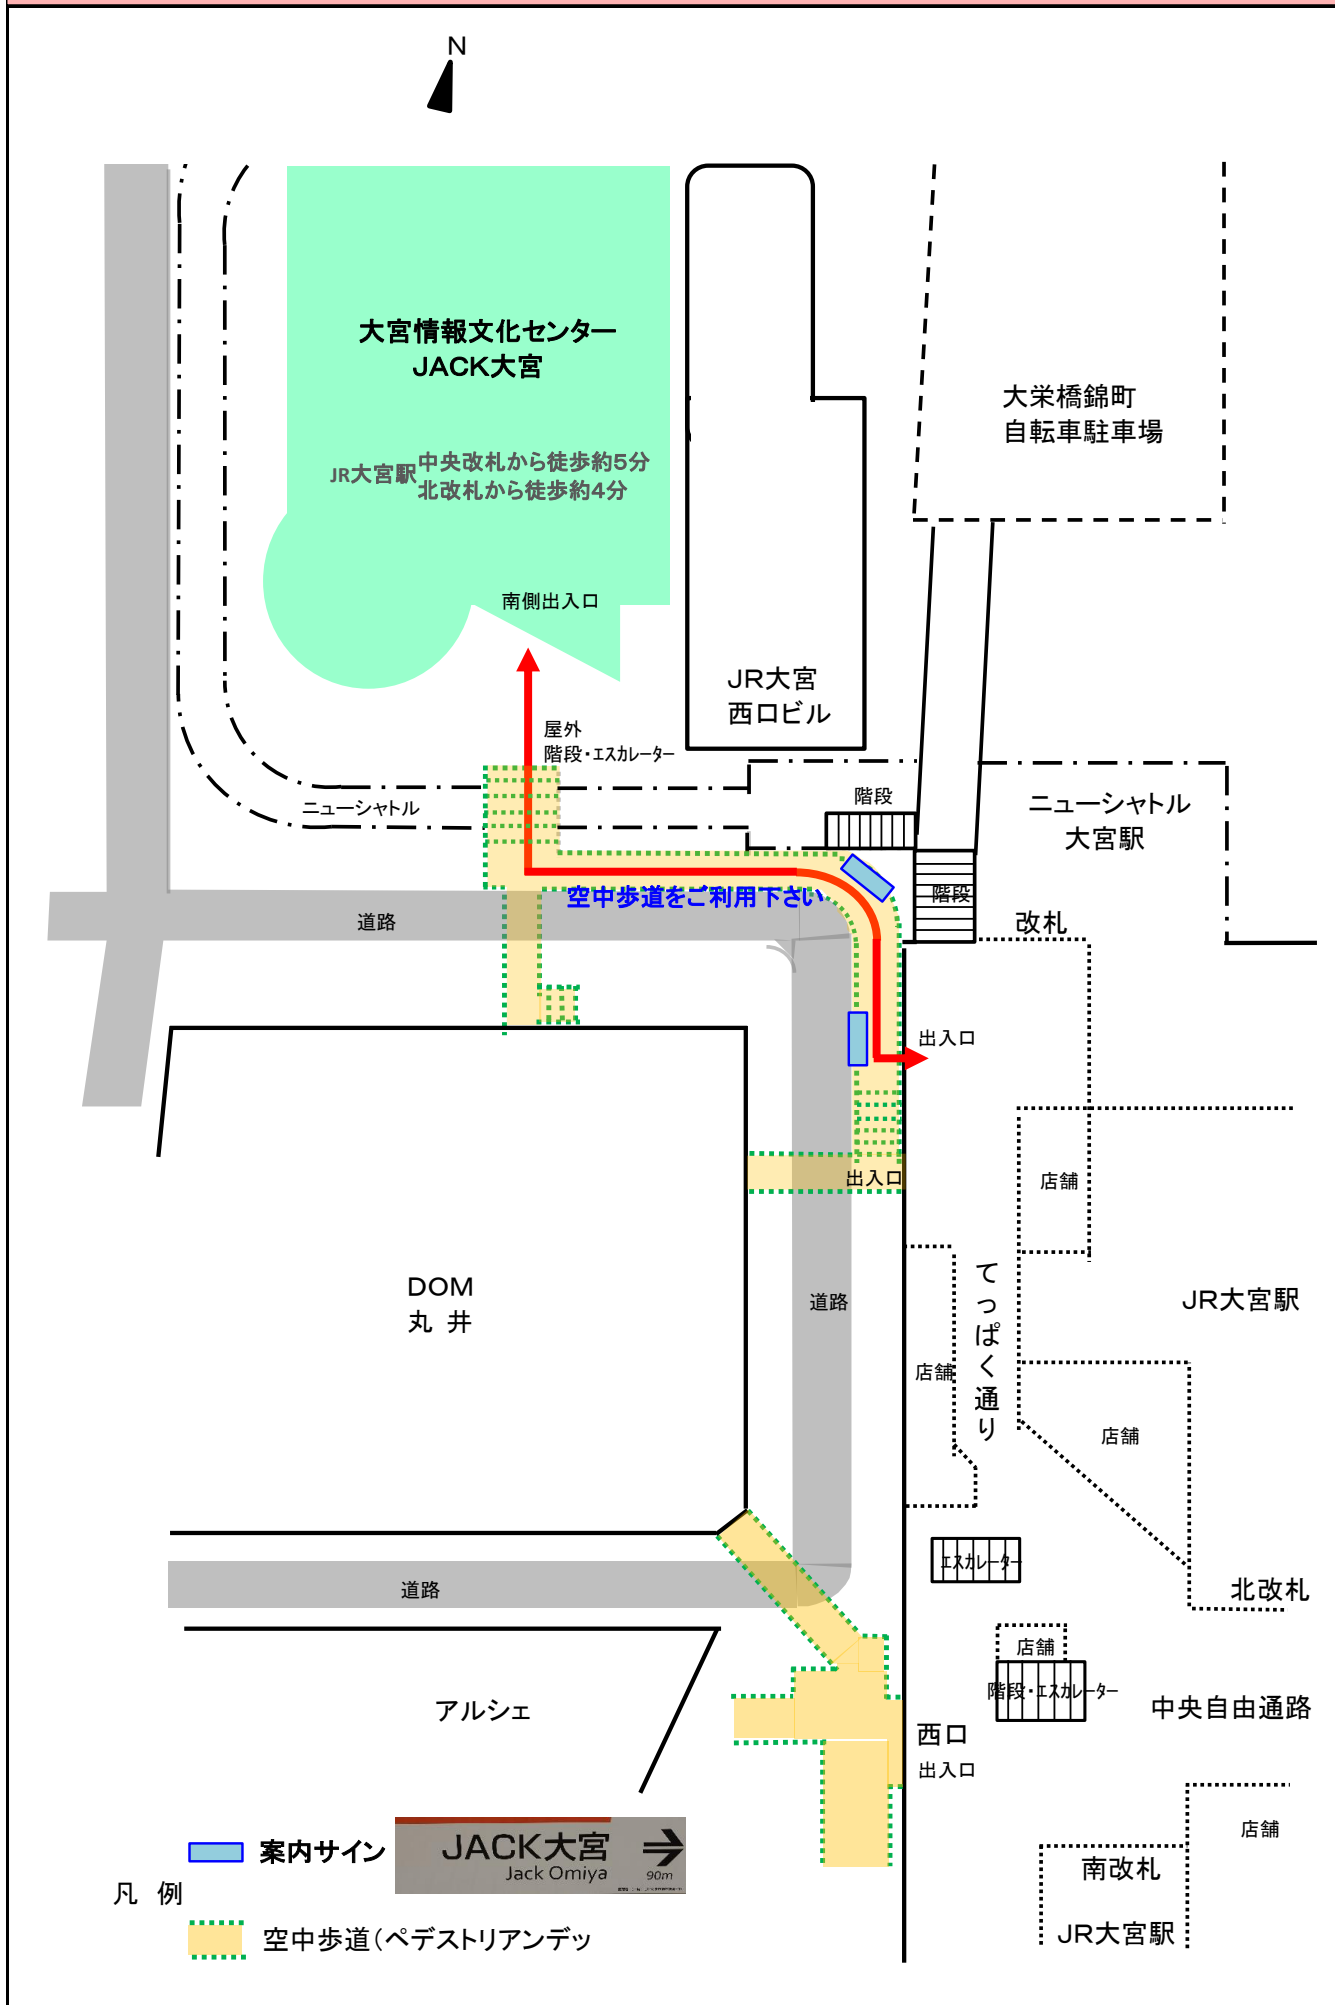 N
大宮情報文化センター
JACK大宮
JR大宮駅
中央改札から徒歩約5分
北改札から徒歩約4分
南側出入口
大栄橋錦町
自転車駐車場
JR大宮
西口ビル
屋外
階段・エスカレーター
ニューシャトル
階段
ニューシャトル
大宮駅
空中歩道をご利用下さい
階段
道路
改札
出入口
出入口
店舗
DOM
丸 井
道路
てっぱく通り
JR大宮駅
店舗
店舗
エスカレーター
道路
北改札
店舗
階段・エスカレーター
中央自由通路
アルシェ
西口
出入口
店舗
南改札
JR大宮駅
凡 例
案内サイン
JACK大宮
Jack Omiya
90m
空中歩道(ペデストリアンデッ